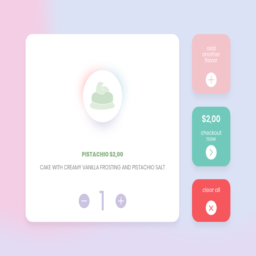 PISTACHIO $2,00
CAKE WITH CREAMY VANILLA FROSTING AND PISTACHIO SALT
- 1 +
add
another
flavor
+
$2,00
checkout
now
>
clear all
x